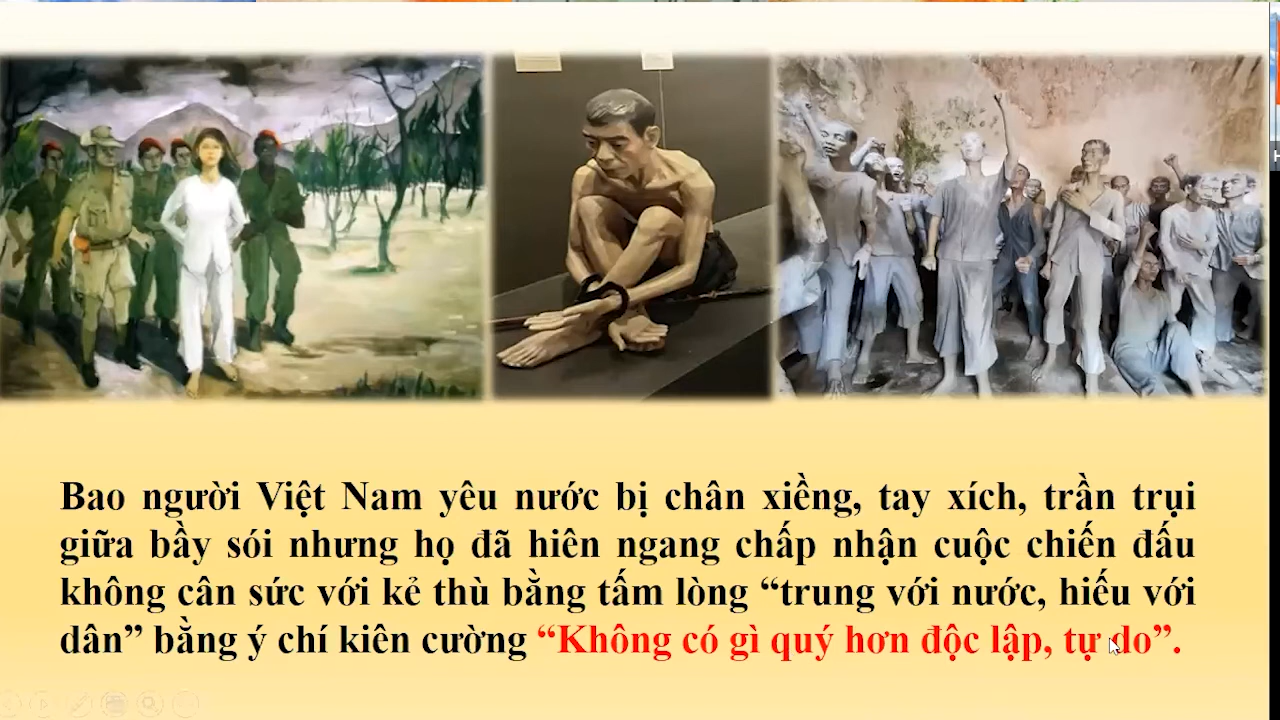 Bao người Việt Nam yêu nước bị chân xiềng, tay xích, trần trụi
giữa bầy sói nhưng họ đã hiên ngang chấp nhận cuộc chiến đấu
không cân sức với kẻ thù bằng tấm lòng “trung với nước, hiếu với
dân” bằng ý chí kiên cường “Không có gì quý hơn độc lập, tự do”.
H